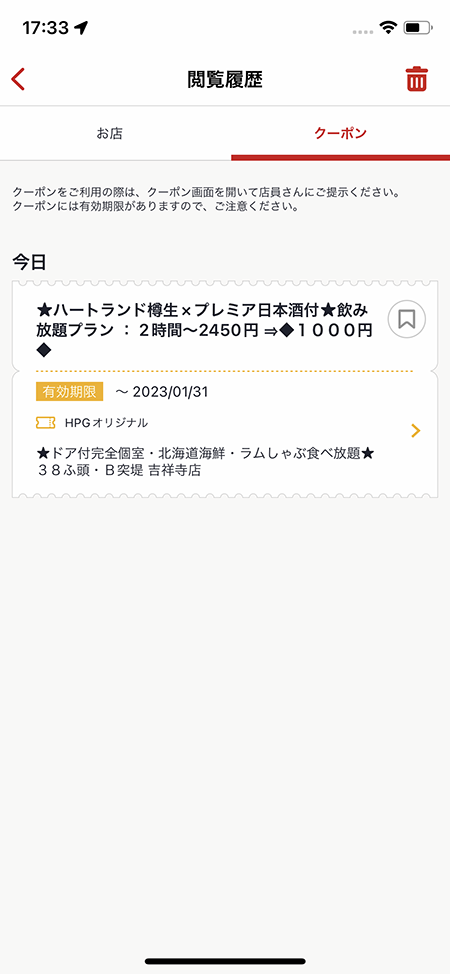 17:33
閲覧履歴
お店
クーポン
クーポンをご利用の際は、クーポン画面を開いて店員さんにご提示ください。
クーポンには有効期限がありますので、ご注意ください。
今日
★ハートランド樽生×プレミア日本酒付★飲み
放題プラン ： ２時間〜2450円 ⇒◆１０００円
◆
有効期限 〜 2023/01/31
HPGオリジナル
★ドア付完全個室・北海道海鮮・ラムしゃぶ食べ放題★
３８ふ頭・Ｂ突堤 吉祥寺店